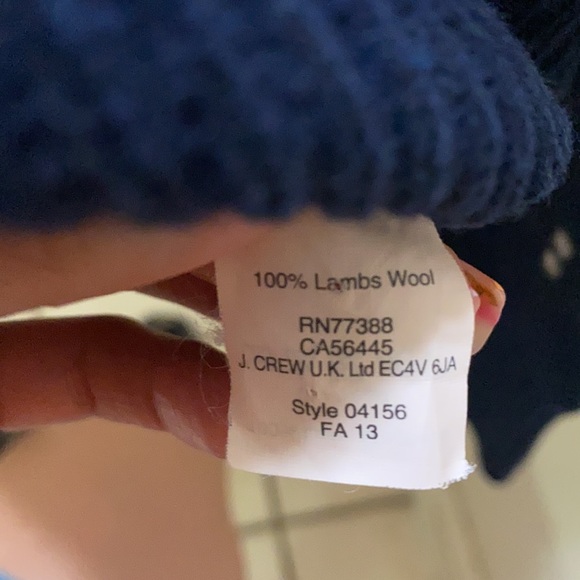 100% Lambs Wool
RN77388
CA56445
J. CREW U.K. Ltd EC4V 6JA
Style 04156
FA 13